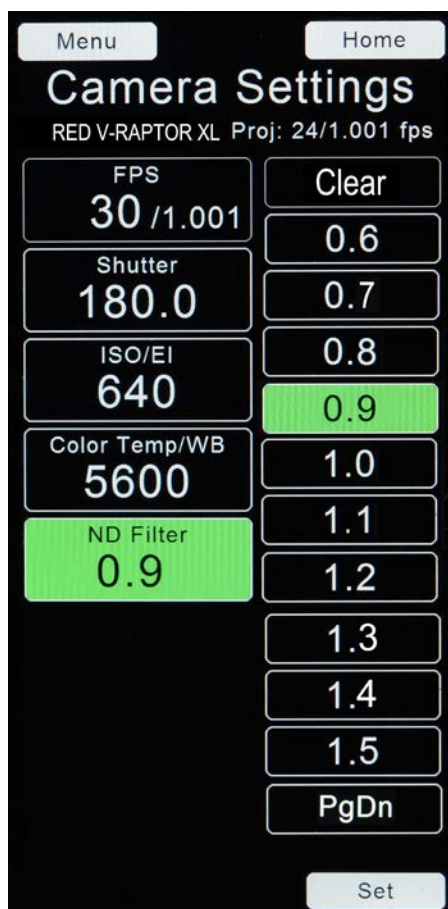 Menu
Home
Camera Settings
RED V-RAPTOR XL Proj: 24/1.001 fps
FPS
30 /1.001
Shutter
180.0
ISO/EI
640
Color Temp/WB
5600
ND Filter
0.9
Clear
0.6
0.7
0.8
0.9
1.0
1.1
1.2
1.3
1.4
1.5
PgDn
Set